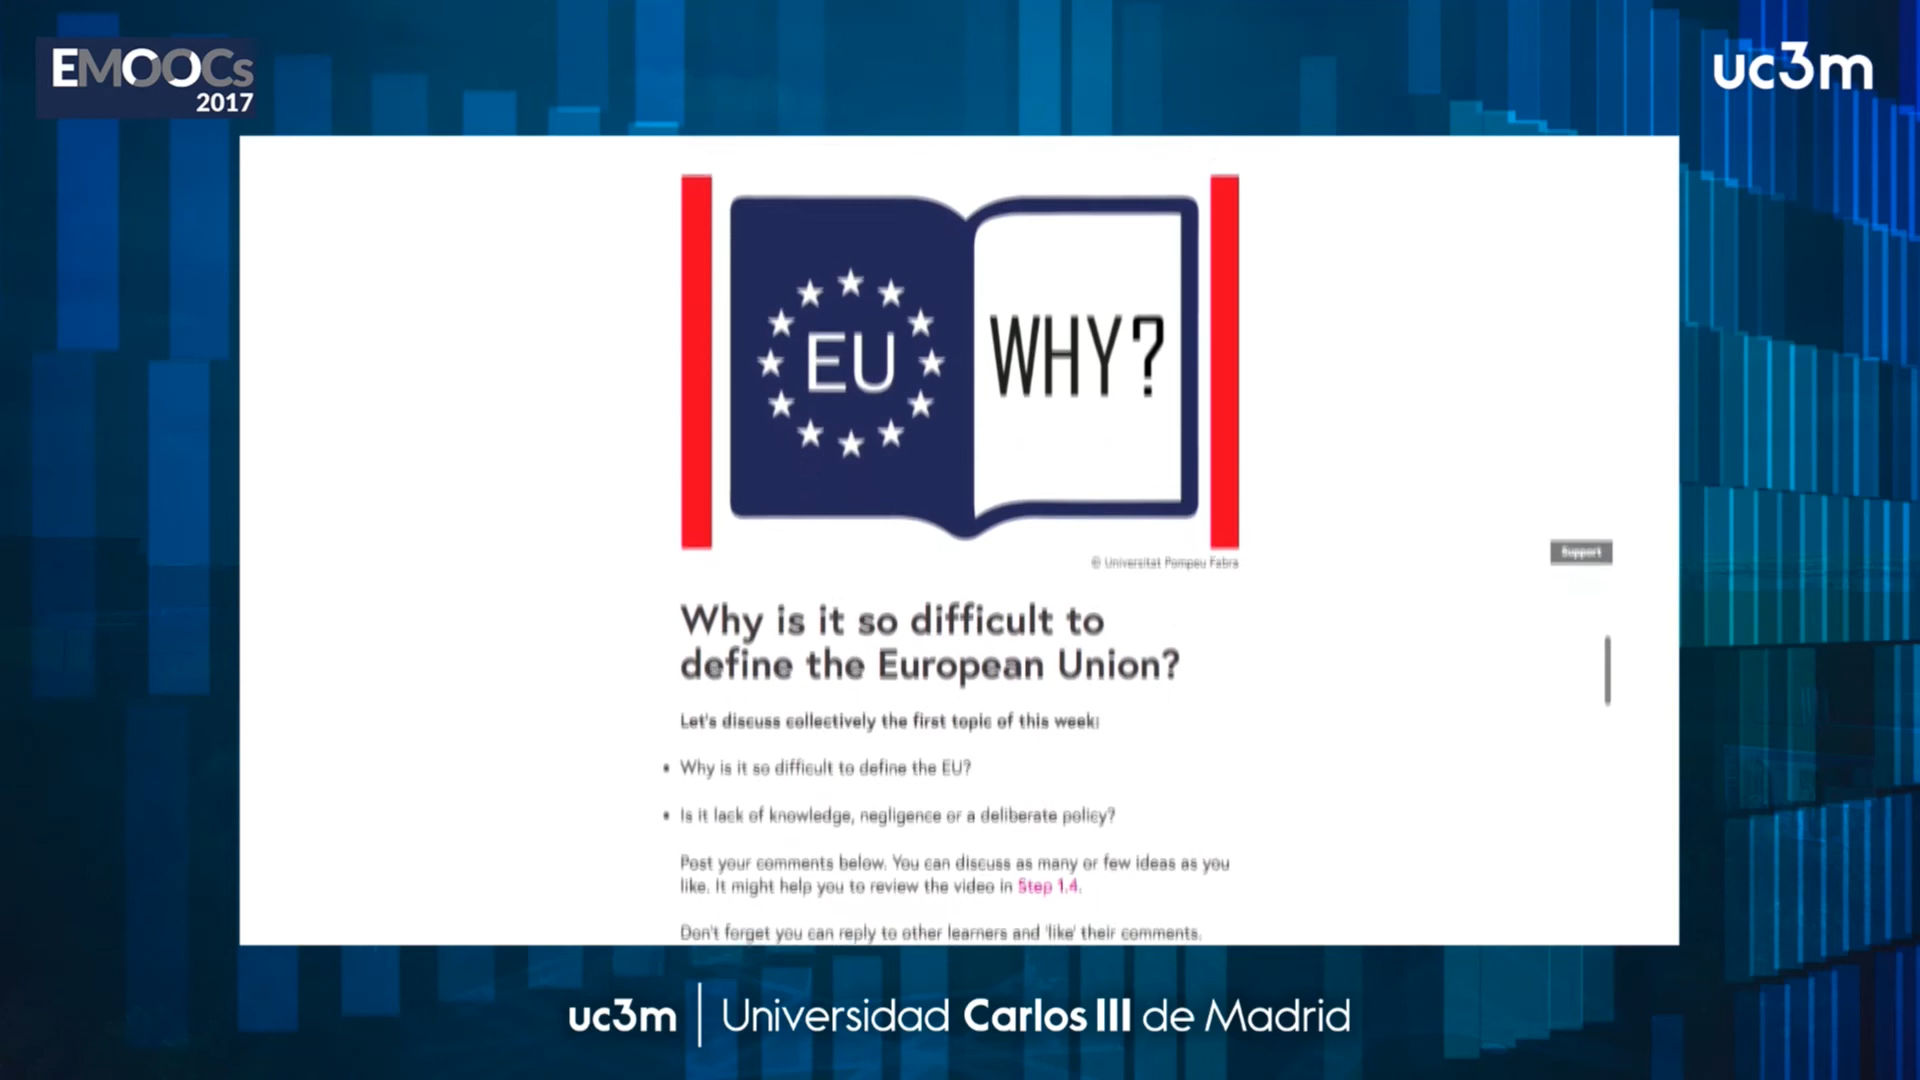 EMOOCs
2017
uc3m
EU
WHY?
© Universitat Pompeu Fabra
Support
Why is it so difficult to
define the European Union?
Let's discuss collectively the first topic of this week:
• Why is it so difficult to define the EU?
• Is it lack of knowledge, negligence or a deliberate policy?
Post your comments below. You can discuss as many or few ideas as you
like. It might help you to review the video in Step 1.4.
Don't forget you can reply to other learners and 'like' their comments.
uc3m | Universidad Carlos III de Madrid